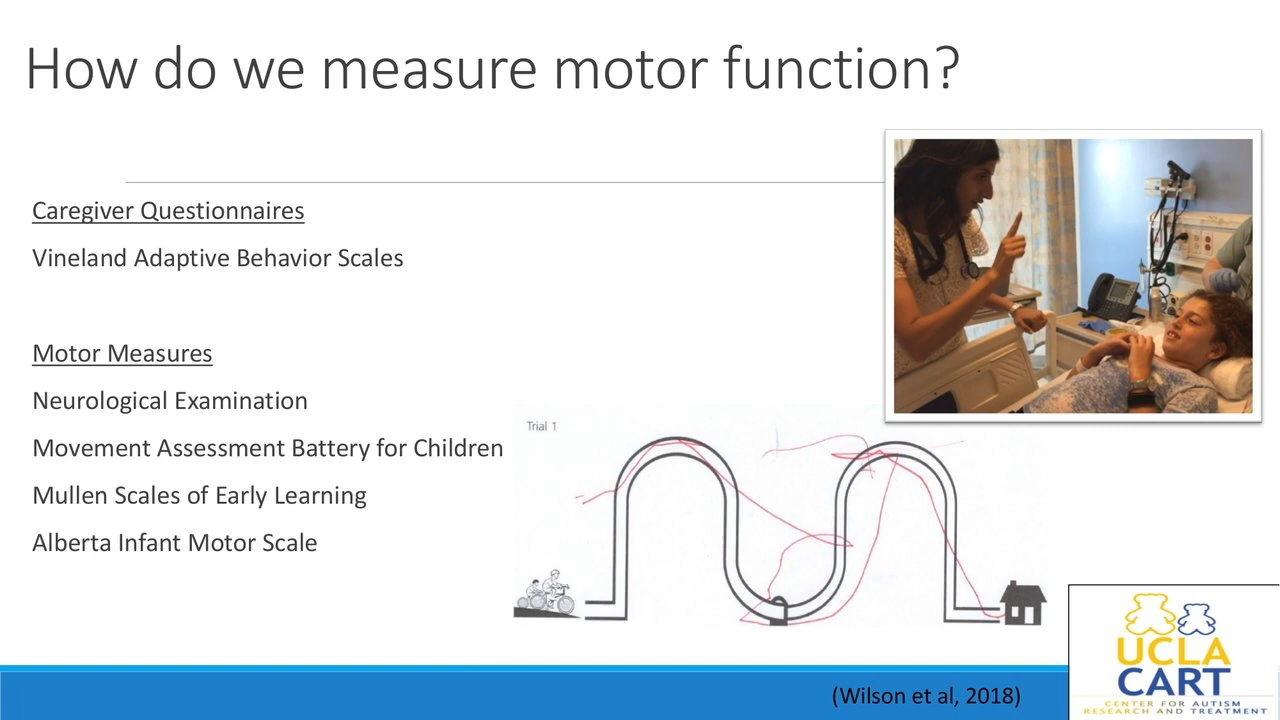 How do we measure motor function?
Caregiver Questionnaires
Vineland Adaptive Behavior Scales
Motor Measures
Neurological Examination
Movement Assessment Battery for Children
Mullen Scales of Early Learning
Alberta Infant Motor Scale
Trial 1
(Wilson et al, 2018)
UCLA
CART
CENTER FOR AUTISM
RESEARCH AND TREATMENT